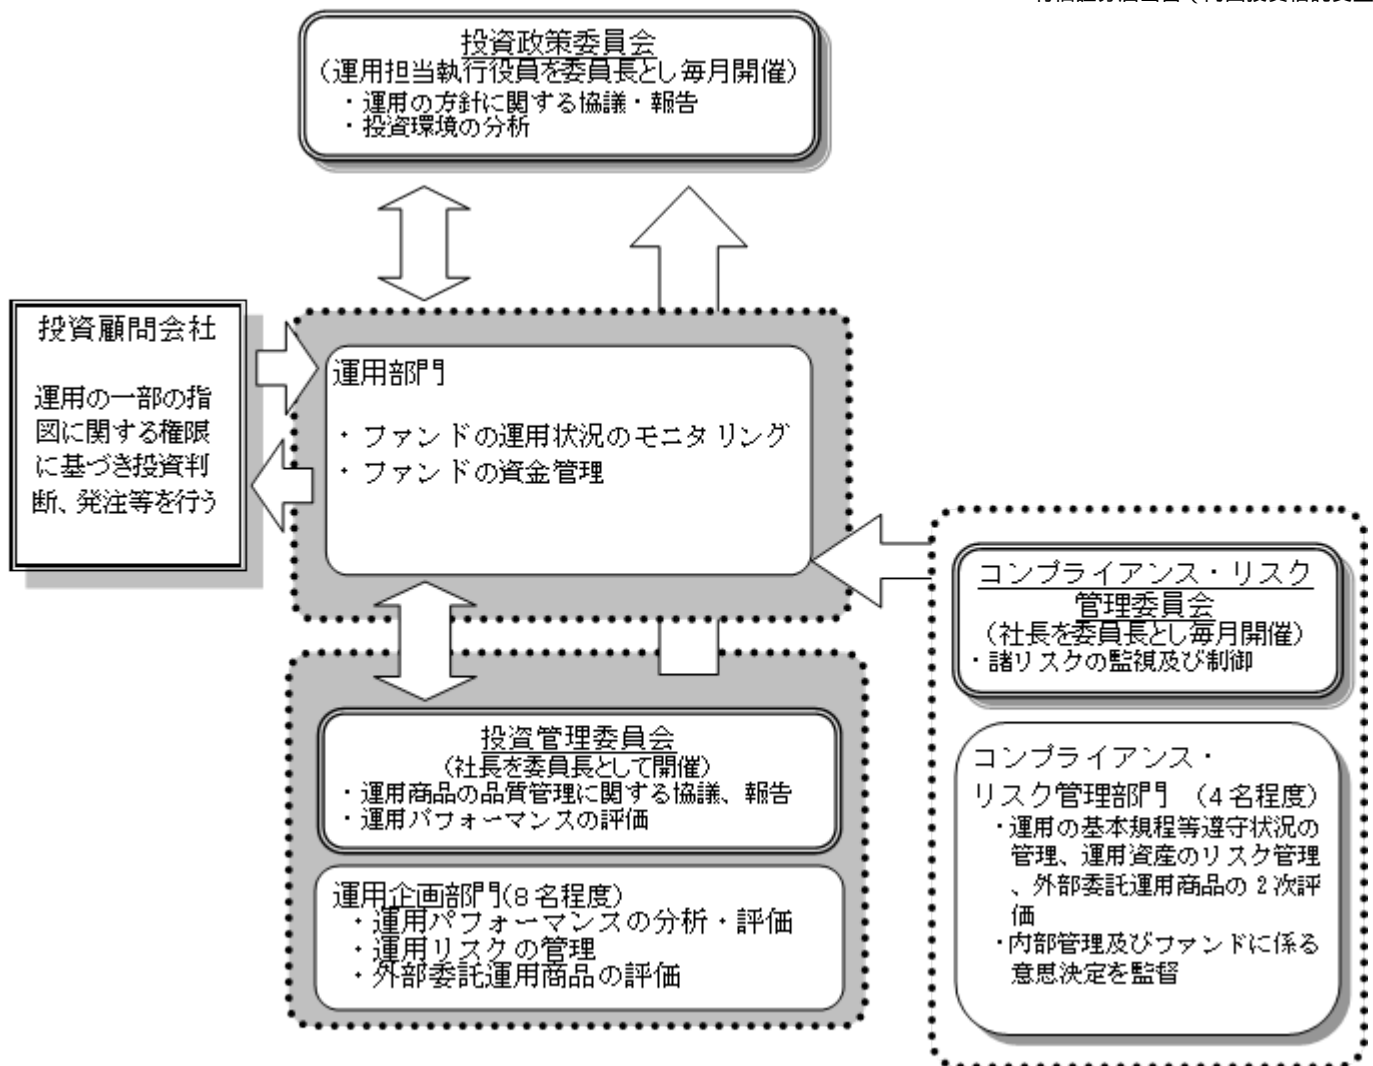 投資政策委員会
(運用担当執行役員を委員長とし毎月開催)
・運用の方針に関する協議・報告
・投資環境の分析
投資顧問会社
運用の一部の指
図に関する権限
に基づき投資判
断、発注等を行う
運用部門
・ファンドの運用状況のモニタリング
・ファンドの資金管理
コンプライアンス・リスク
管理委員会
(社長を委員長とし毎月開催)
・諸リスクの監視及び制御
投資管理委員会
(社長を委員長として開催)
・運用商品の品質管理に関する協議、報告
・運用パフォーマンスの評価
運用企画部門(8名程度)
・運用パフォーマンスの分析・評価
・運用リスクの管理
・外部委託運用商品の評価
コンプライアンス・
リスク管理部門 (4名程度)
・運用の基本規程等遵守状況の
管理、運用資産のリスク管理
、外部委託運用商品の2次評
価
・内部管理及びファンドに係る
意思決定を監督